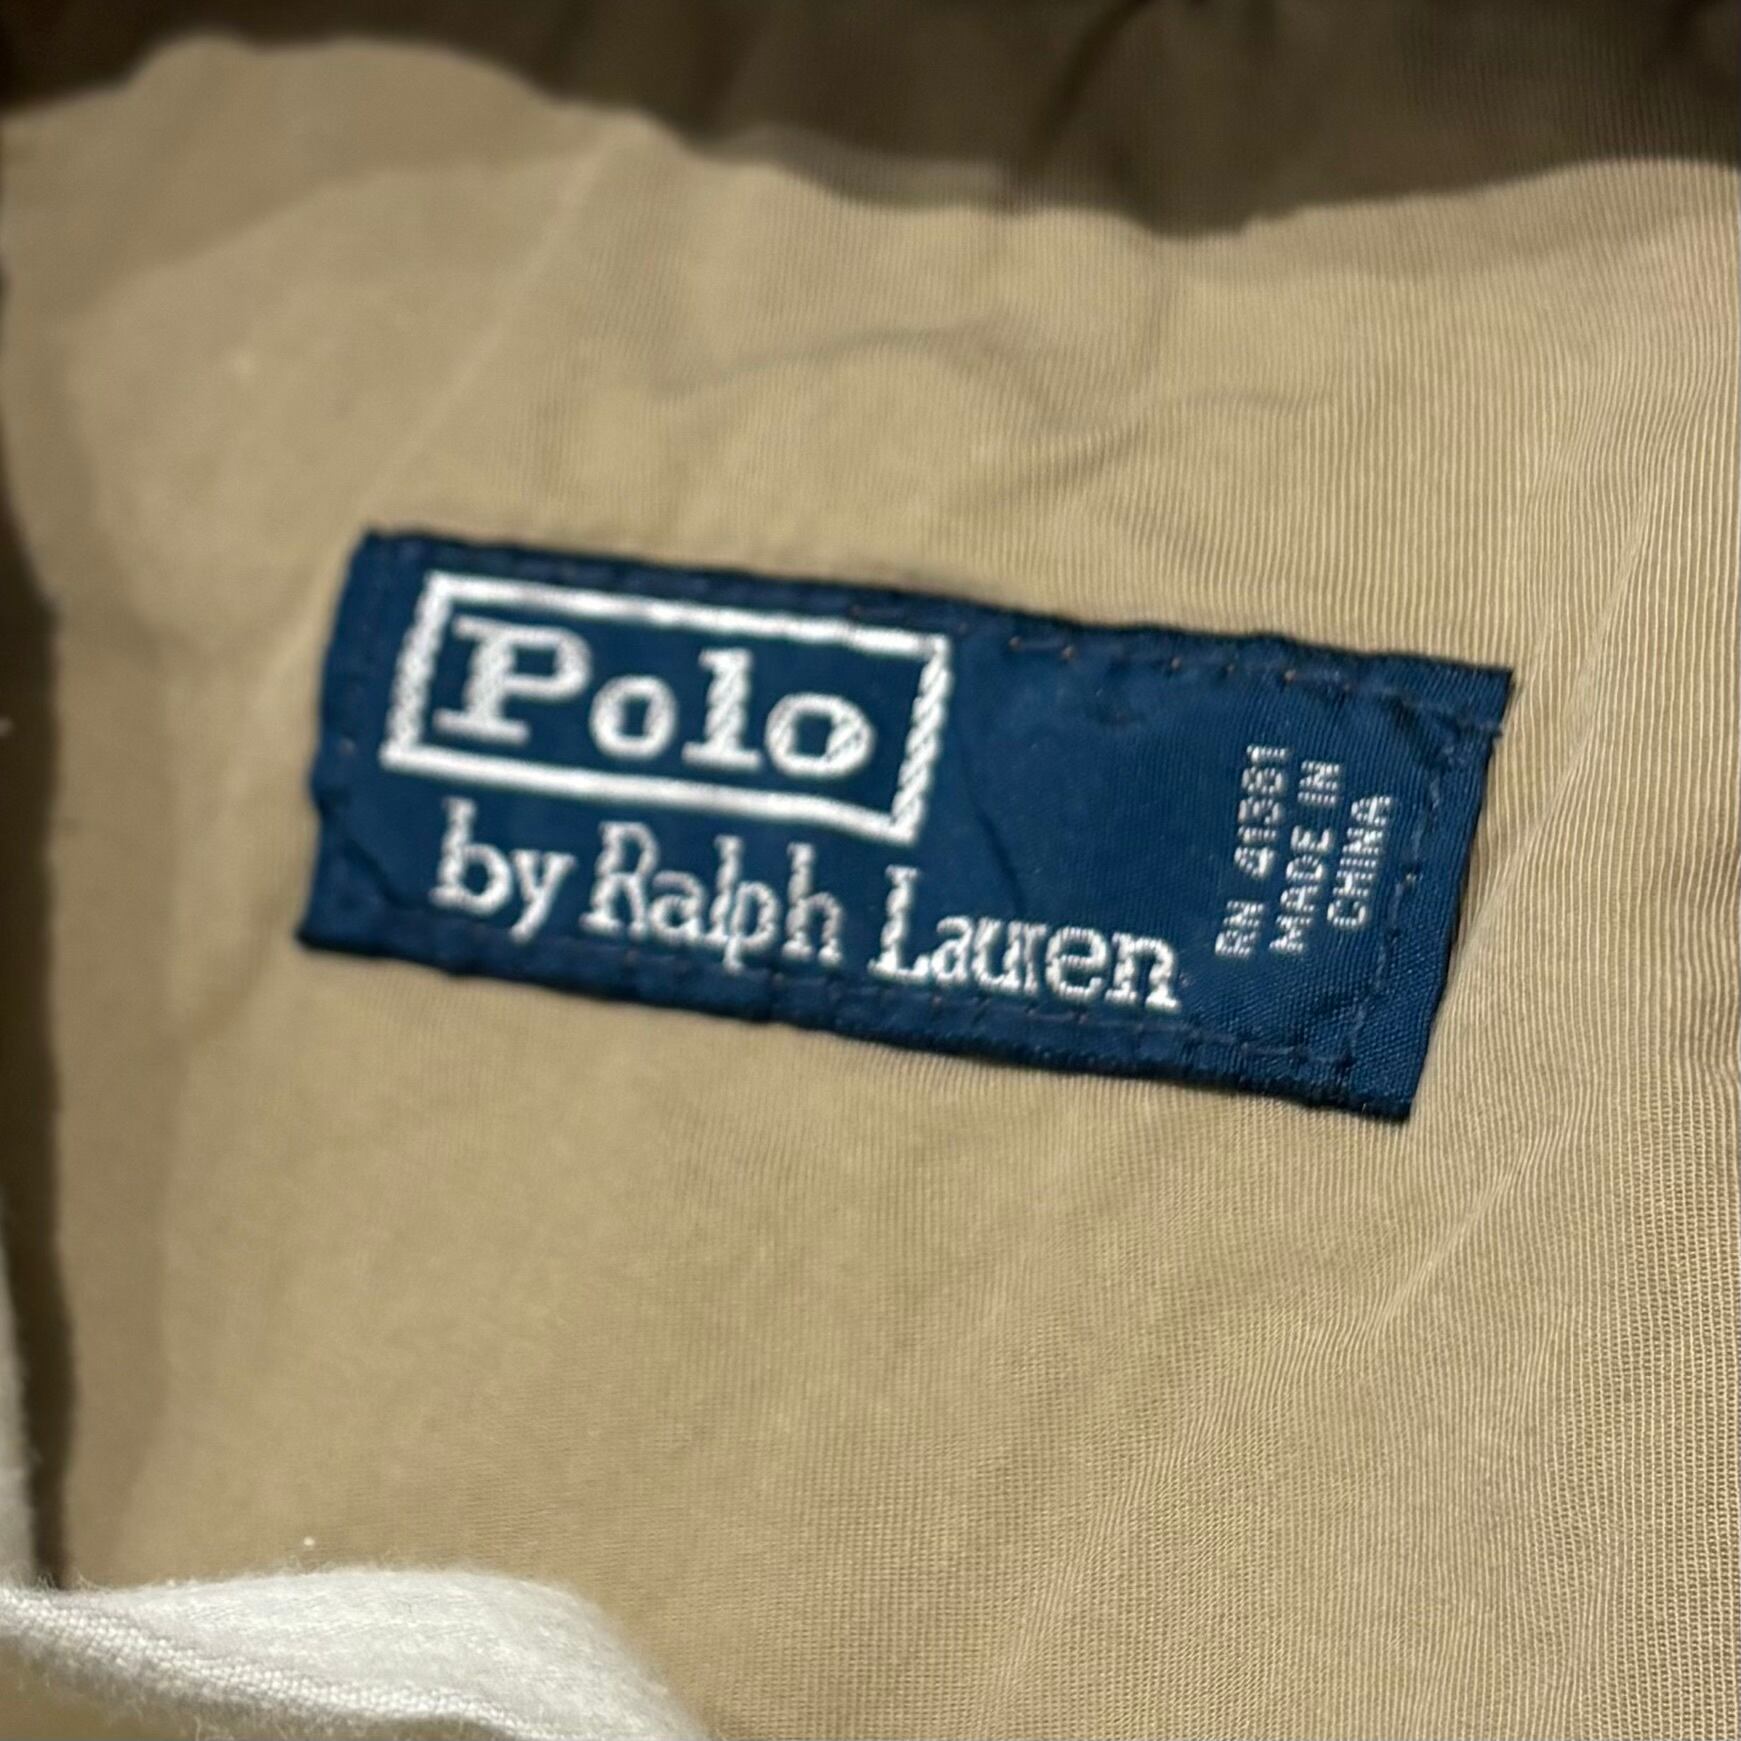 Polo
by Ralph Lauren
RN 41381
MADE IN
CHINA